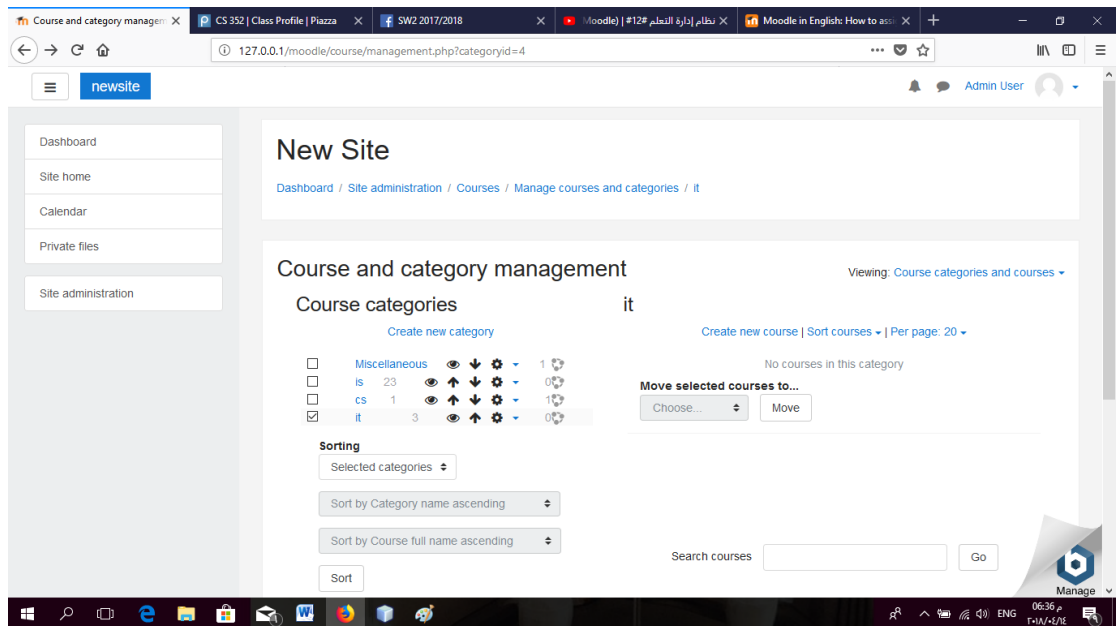 Course and category managem
CS 352 | Class Profile | Piazza
SW2 2017/2018
نظام إدارة التعلم #12# | (Moodle
Moodle in English: How to assi
127.0.0.1/moodle/course/management.php?categoryid=4
newsite
Admin User
Dashboard
Site home
Calendar
Private files
Site administration
New Site
Dashboard / Site administration / Courses / Manage courses and categories / it
Course and category management
Viewing: Course categories and courses
Course categories
Create new category
Miscellaneous 1
is 23 0
cs 1 1
it 3 0
Sorting
Selected categories
Sort by Category name ascending
Sort by Course full name ascending
Sort
it
Create new course | Sort courses | Per page: 20
No courses in this category
Move selected courses to...
Choose...
Move
Search courses
Go
Manage
ENG
06:36 م
٢٠١٨/٠٤/١٤